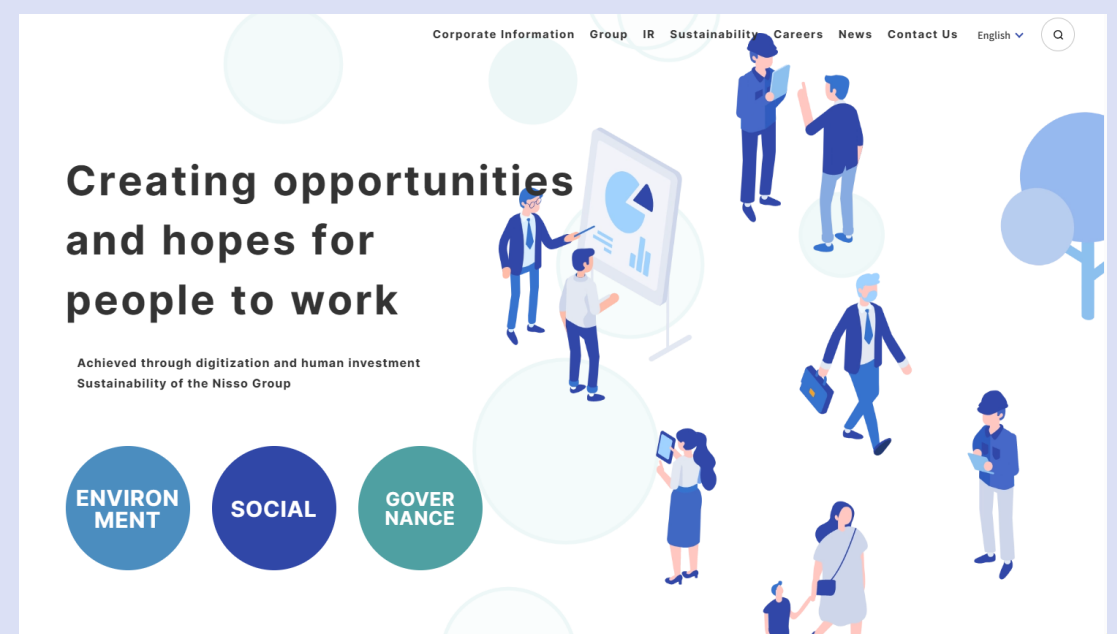 Corporate Information Group IR Sustainability Careers News Contact Us English
Creating opportunities
and hopes for
people to work
Achieved through digitization and human investment
Sustainability of the Nisso Group
ENVIRON
MENT
SOCIAL
GOVER
NANCE